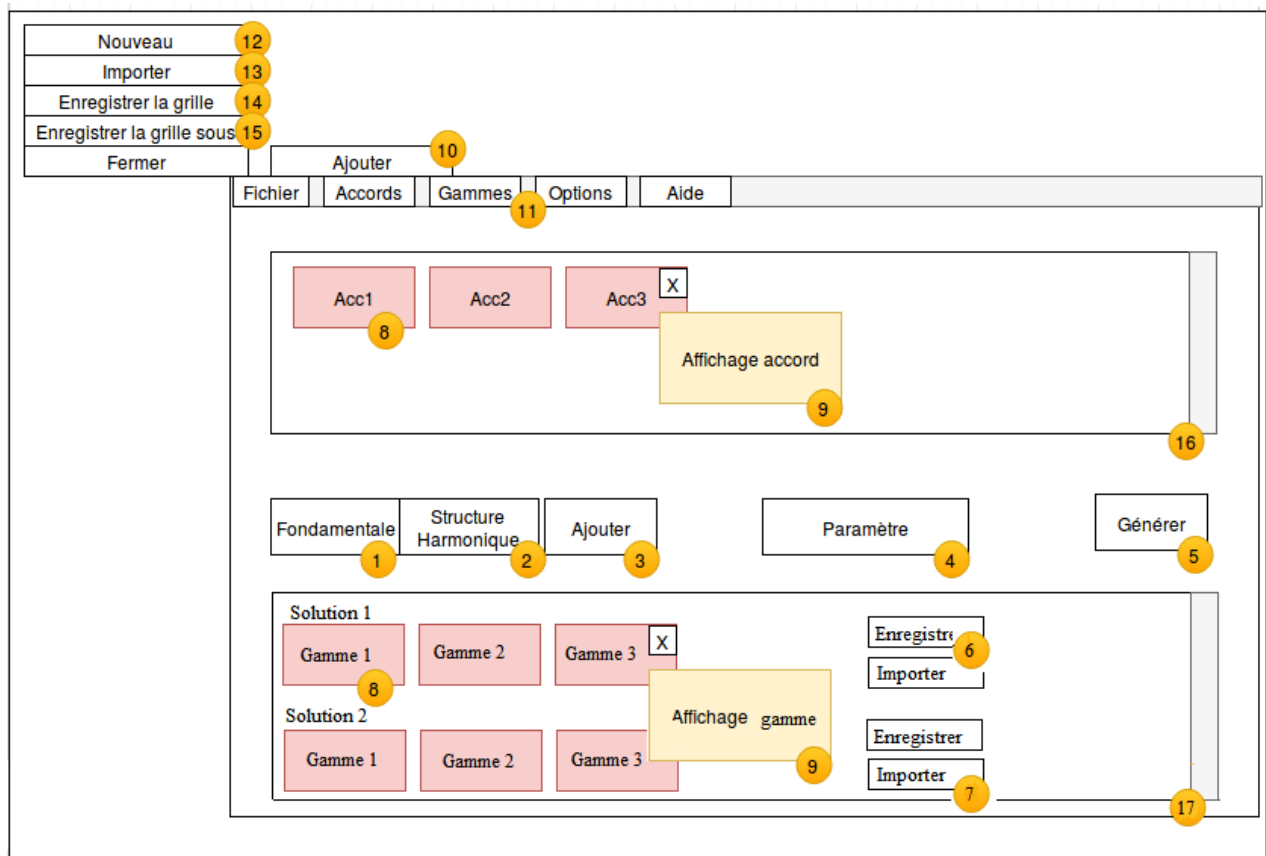 Nouveau
12
Importer
13
Enregistrer la grille
14
Enregistrer la grille sous
15
Fermer
Ajouter
10
Fichier
Accords
Gammes
11
Options
Aide
Acc1
8
Acc2
Acc3
X
Affichage accord
9
16
Fondamentale
1
Structure
Harmonique
2
Ajouter
3
Paramètre
4
Générer
5
Solution 1
Gamme 1
8
Gamme 2
Gamme 3
X
Affichage gamme
9
Enregistre
6
Importer
Solution 2
Gamme 1
Gamme 2
Gamme 3
Enregistrer
Importer
7
17